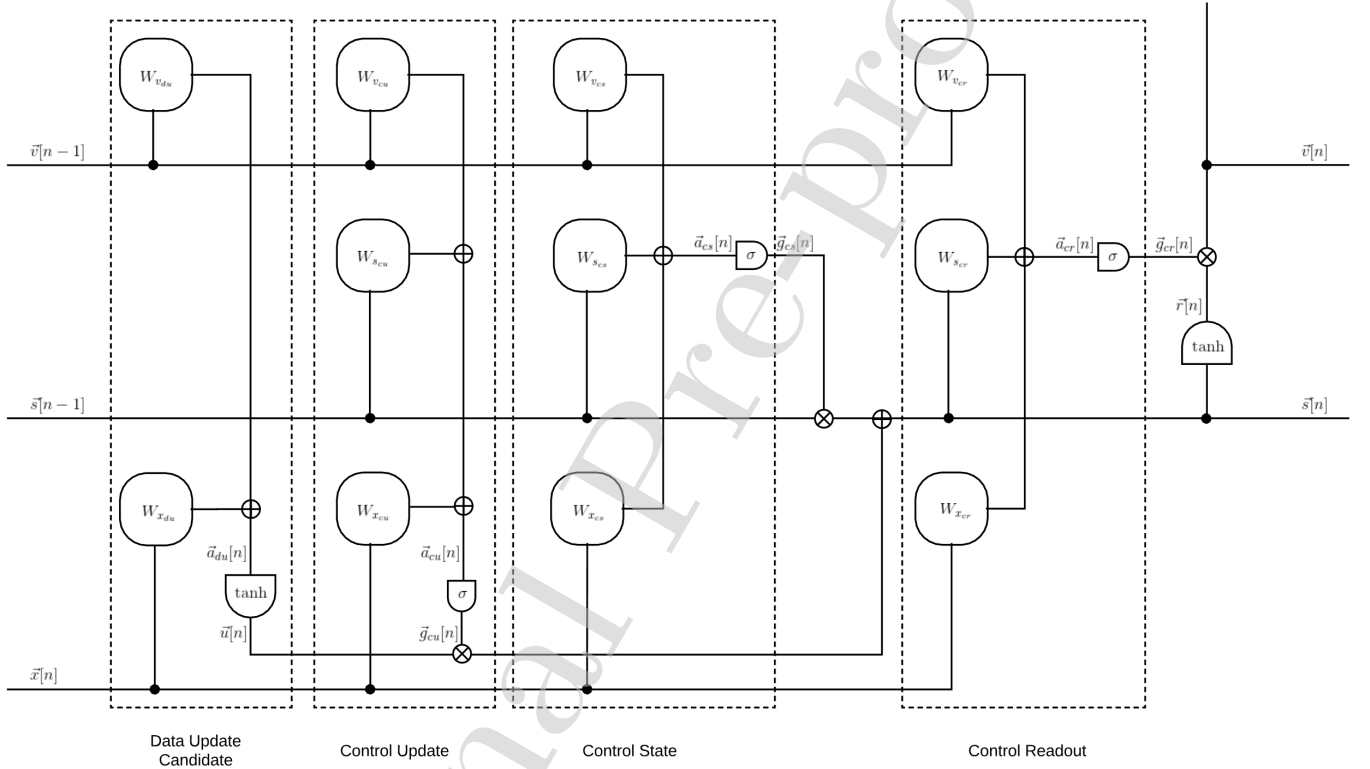 W_{v_{du}} W_{v_{cu}} W_{v_{cs}} W_{v_{cr}}
\vec{v}[n-1] \vec{v}[n]
W_{s_{cu}} W_{s_{cs}} \vec{a}_{cs}[n] σ \vec{g}_{cs}[n] W_{s_{cr}} \vec{a}_{cr}[n] σ \vec{g}_{cr}[n]
\vec{r}[n]
tanh
\vec{s}[n-1] \vec{s}[n]
W_{x_{du}} W_{x_{cu}} W_{x_{cs}} W_{x_{cr}}
\vec{a}_{du}[n] \vec{a}_{cu}[n]
tanh σ
\vec{u}[n] \vec{g}_{cu}[n]
\vec{x}[n]
Data Update
Candidate
Control Update
Control State
Control Readout
nal Pre-pro